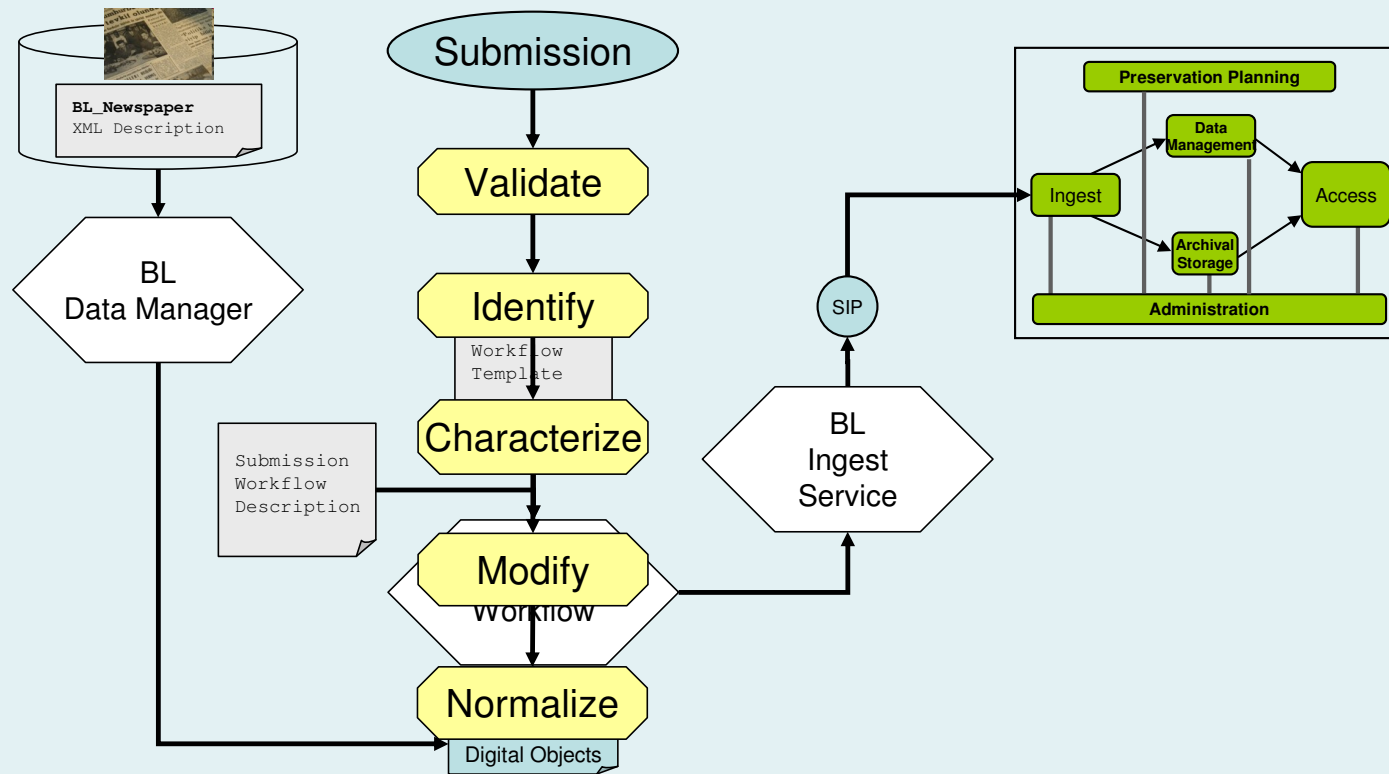 BL_Newspaper
XML Description
BL
Data Manager
Submission
Validate
Identify
Workflow
Template
Characterize
Submission
Workflow
Description
Modify
Workflow
Normalize
Digital Objects
BL
Ingest
Service
SIP
Preservation Planning
Data
Management
Ingest
Access
Archival
Storage
Administration